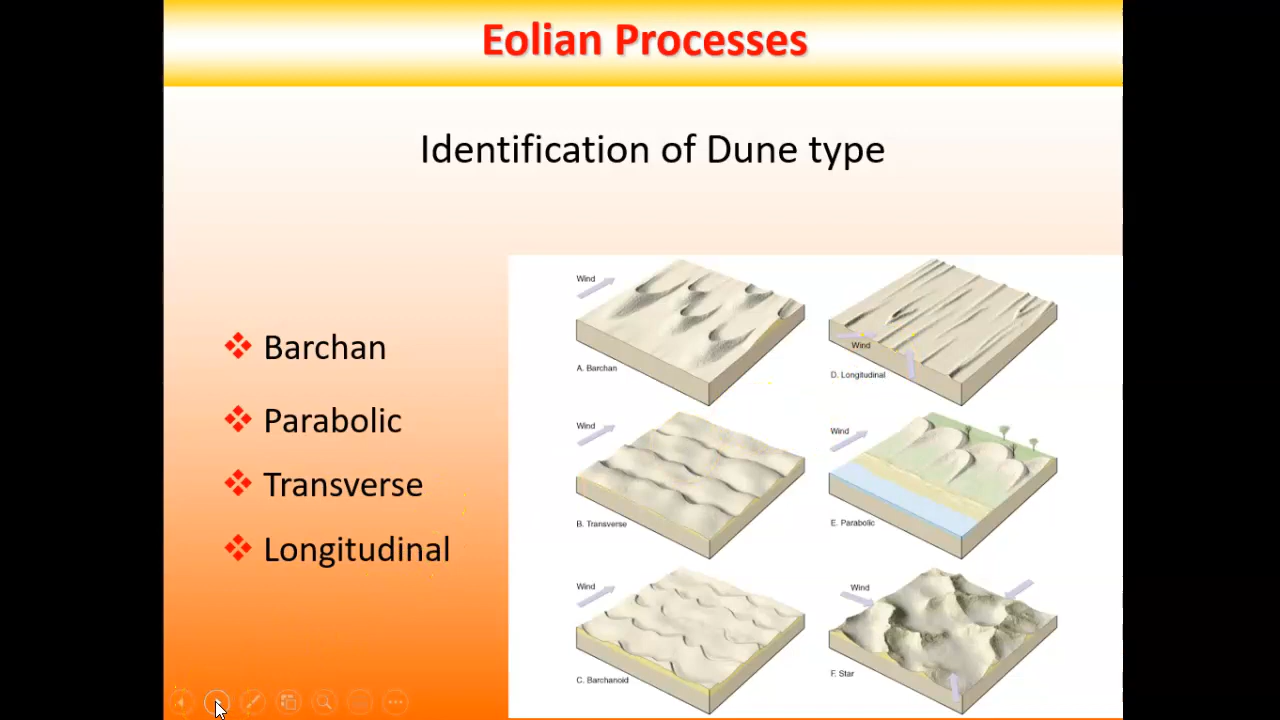 Eolian Processes
Identification of Dune type
Barchan
Parabolic
Transverse
Longitudinal
Wind
A. Barchan
Wind
D. Longitudinal
Wind
B. Transverse
Wind
E. Parabolic
Wind
C. Barchanoid
Wind
F. Star